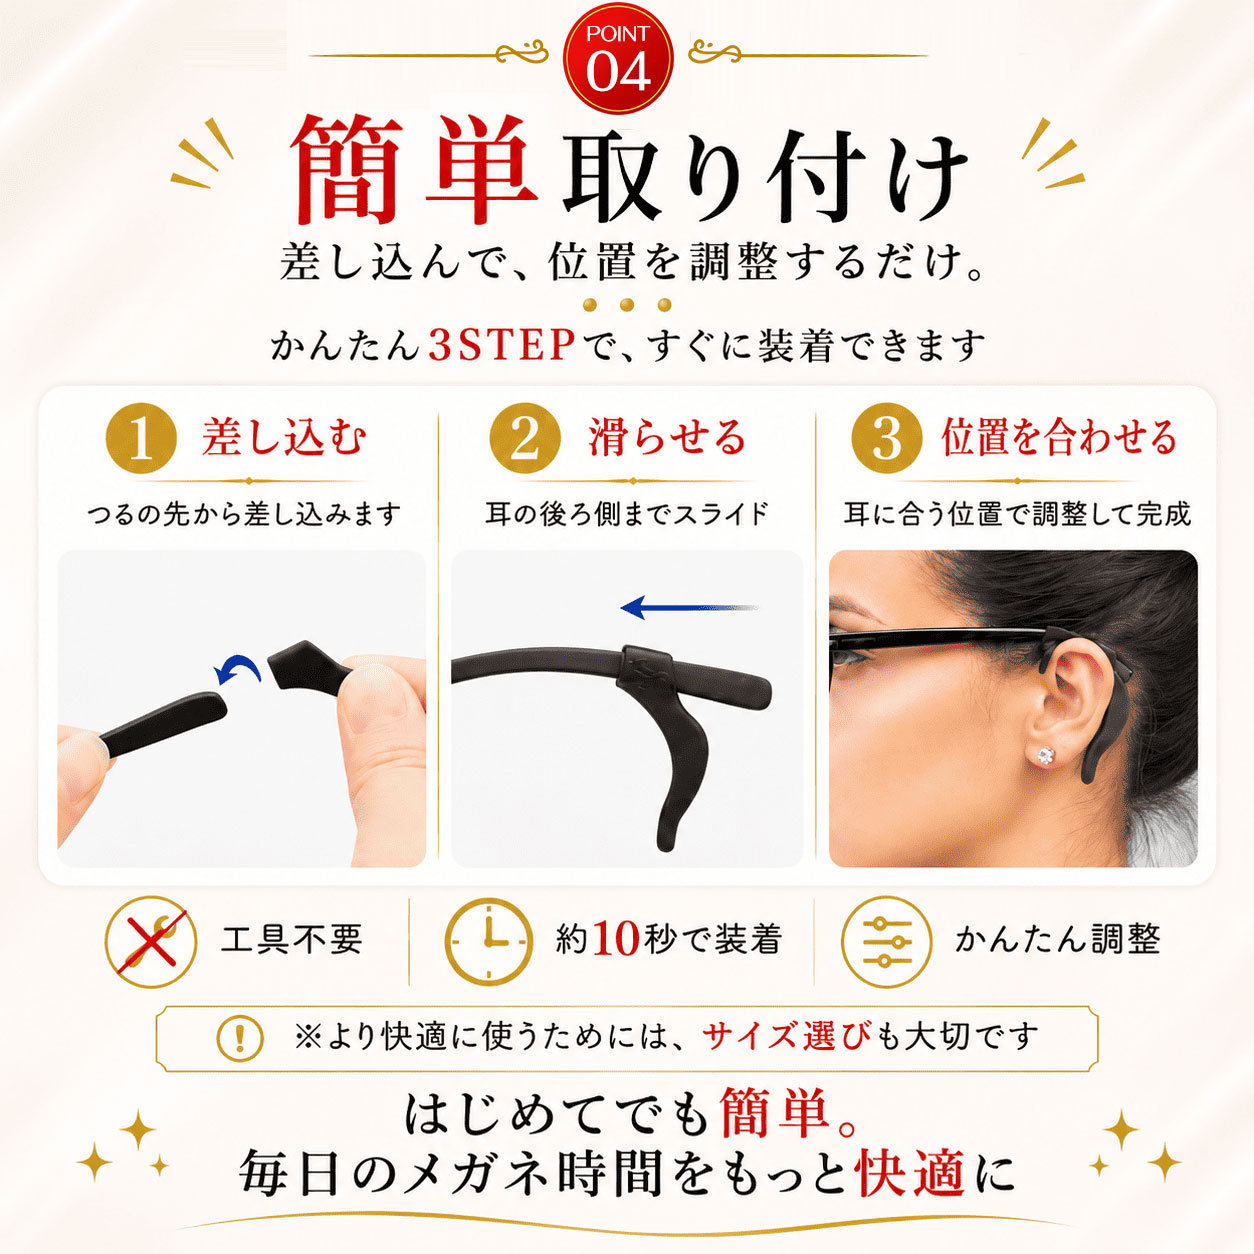 POINT
04
簡単取り付け
差し込んで、位置を調整するだけ。
かんたん3STEPで、すぐに装着できます
1 差し込む
つるの先から差し込みます
2 滑らせる
耳の後ろ側までスライド
3 位置を合わせる
耳に合う位置で調整して完成
工具不要
約10秒で装着
かんたん調整
※より快適に使うためには、サイズ選びも大切です
はじめてでも簡単。
毎日のメガネ時間をもっと快適に